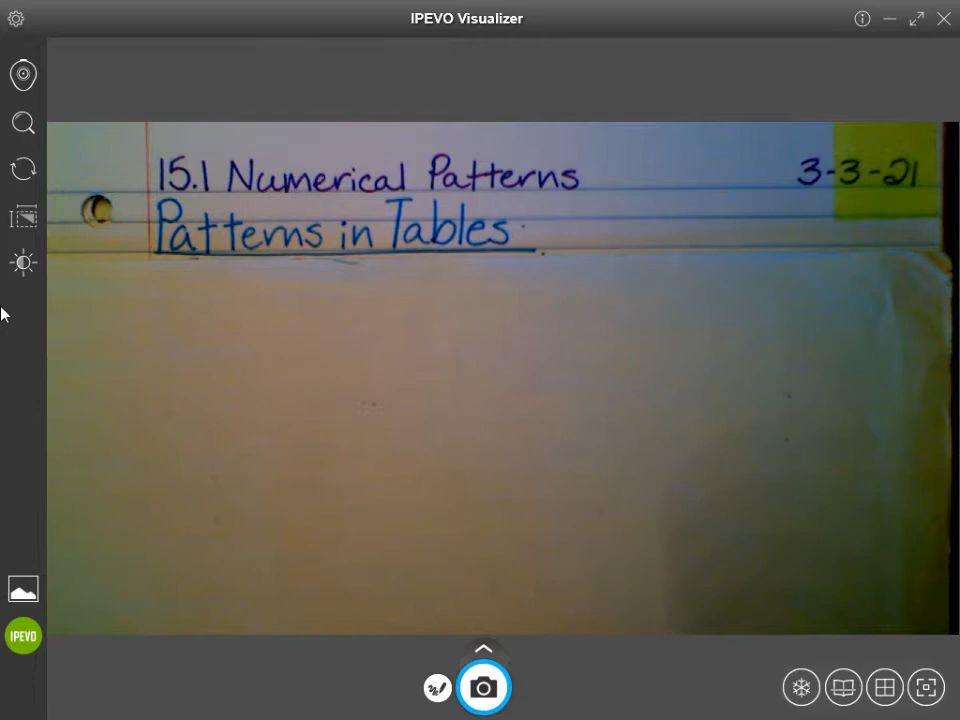 IPEVO Visualizer
15.1 Numerical Patterns 3-3-21
Patterns in Tables
IPEVO